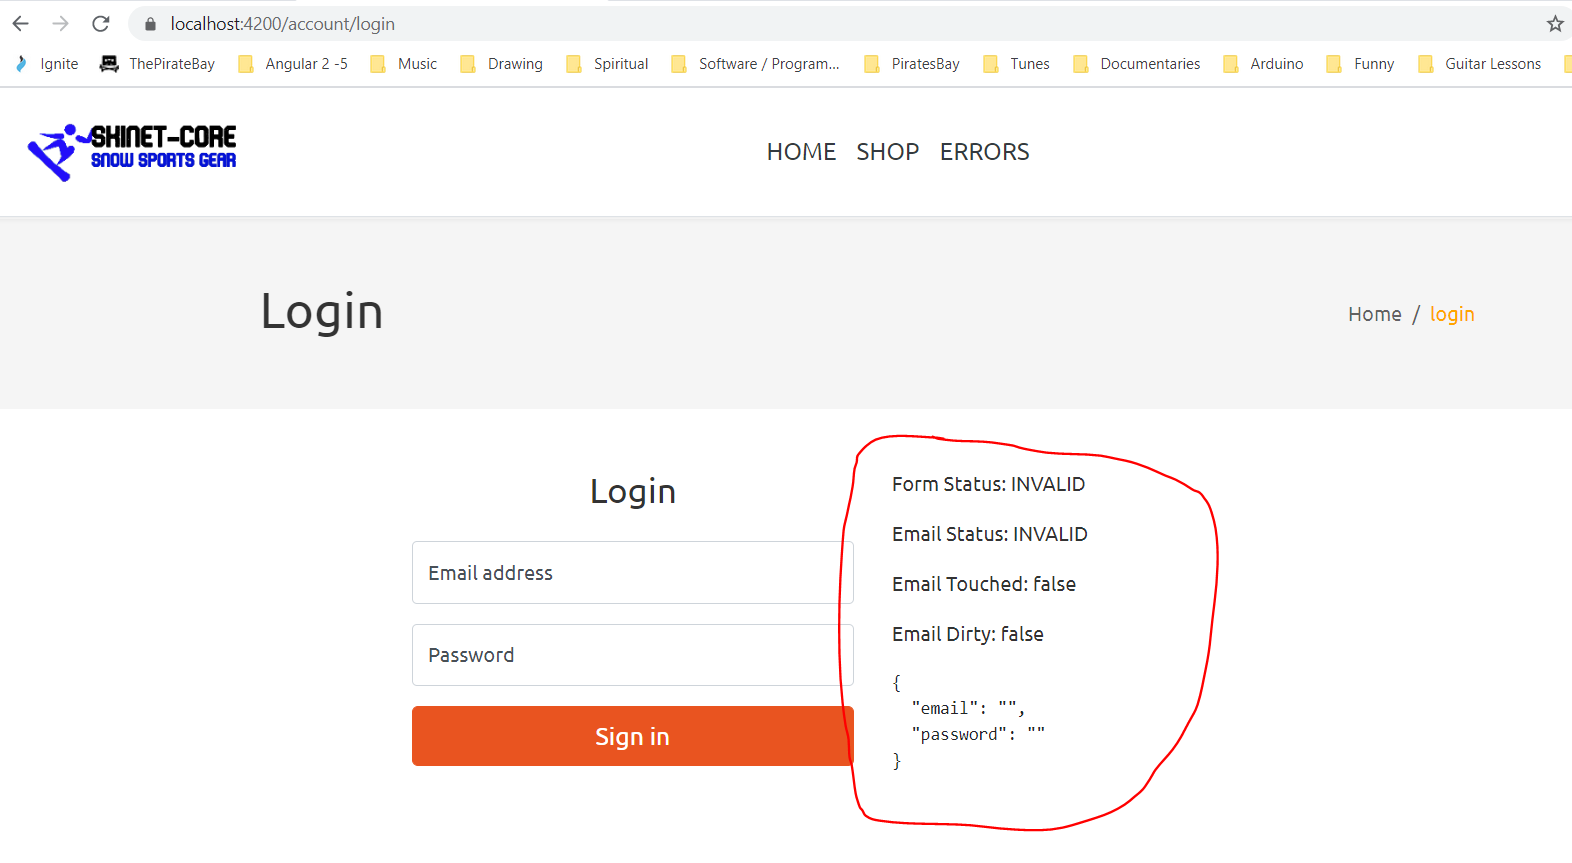 localhost:4200/account/login
Ignite ThePirateBay Angular 2 -5 Music Drawing Spiritual Software / Program... PiratesBay Tunes Documentaries Arduino Funny Guitar Lessons
SKINET-CORE
SNOW SPORTS GEAR
HOME SHOP ERRORS
Login
Home / login
Login
Email address
Password
Sign in
Form Status: INVALID
Email Status: INVALID
Email Touched: false
Email Dirty: false
{
"email": "",
"password": ""
}